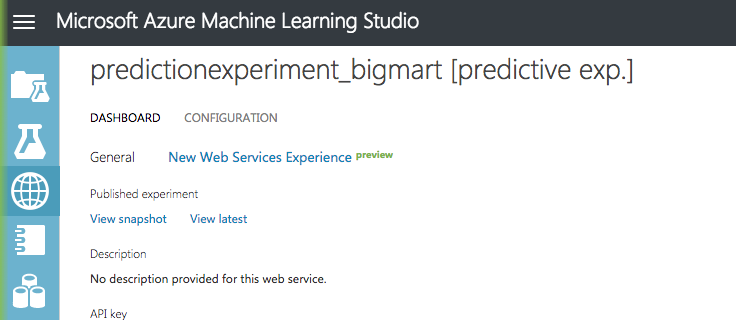 Microsoft Azure Machine Learning Studio
predictionexperiment_bigmart [predictive exp.]
DASHBOARD CONFIGURATION
General New Web Services Experience preview
Published experiment
View snapshot View latest
Description
No description provided for this web service.
API key